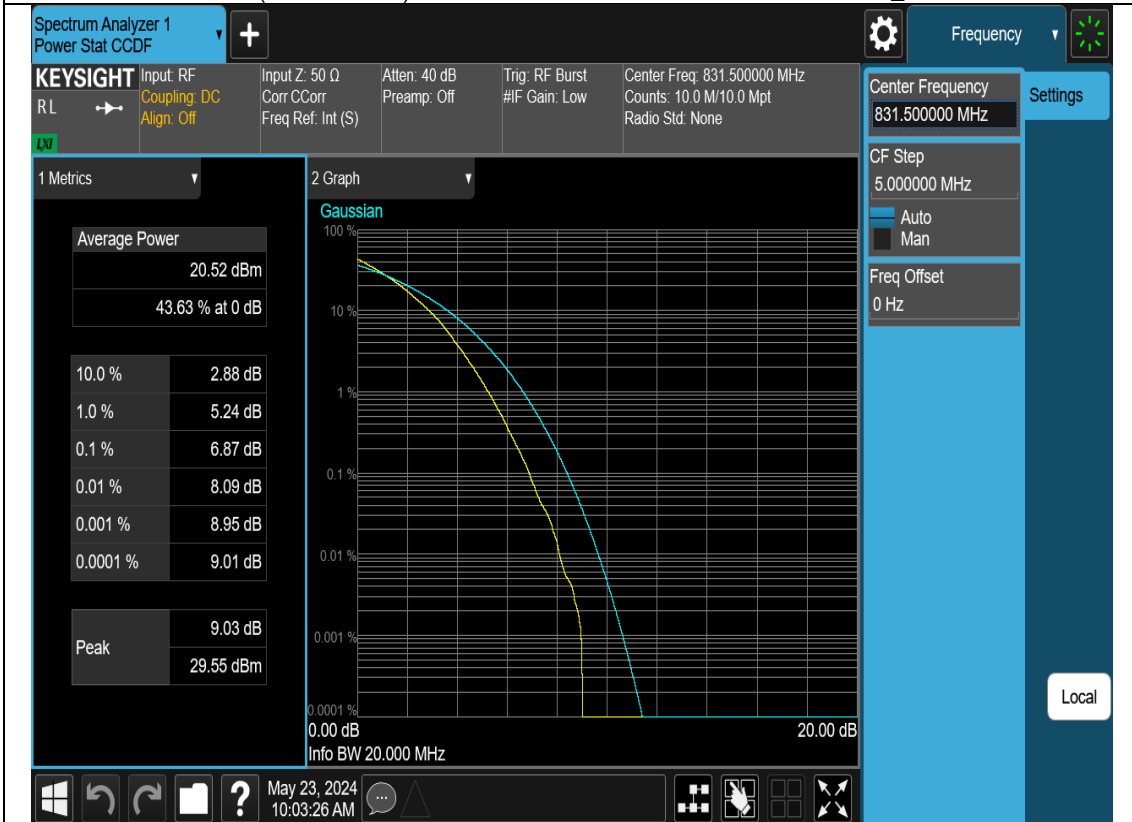 Spectrum Analyzer 1
Power Stat CCDF
+
Frequency
KEYSIGHT
RL
LXI
Input: RF
Coupling: DC
Align: Off
Input Z: 50 Ω
Corr CCorr
Freq Ref: Int (S)
Atten: 40 dB
Preamp: Off
Trig: RF Burst
#IF Gain: Low
Center Freq: 831.500000 MHz
Counts: 10.0 M/10.0 Mpt
Radio Std: None
Center Frequency
831.500000 MHz
Settings
CF Step
5.000000 MHz
Auto
Man
Freq Offset
0 Hz
Local
1 Metrics
Average Power
20.52 dBm
43.63 % at 0 dB
10.0 % 2.88 dB
1.0 % 5.24 dB
0.1 % 6.87 dB
0.01 % 8.09 dB
0.001 % 8.95 dB
0.0001 % 9.01 dB
Peak
9.03 dB
29.55 dBm
2 Graph
Gaussian
100 %
10 %
1 %
0.1 %
0.01 %
0.001 %
0.0001 %
0.00 dB 20.00 dB
Info BW 20.000 MHz
?
May 23, 2024
10:03:26 AM